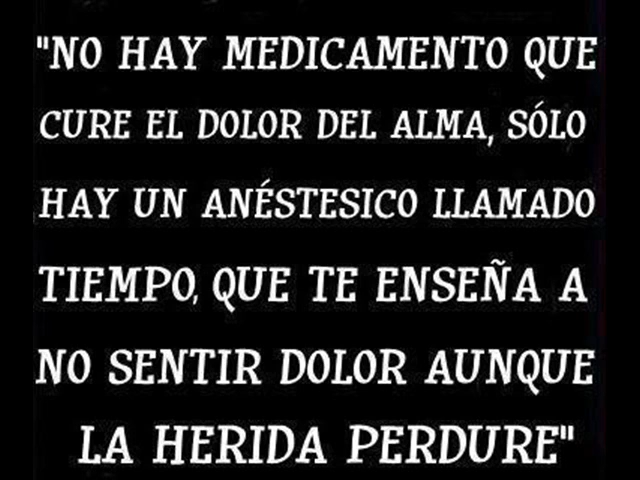 "NO HAY MEDICAMENTO QUE
CURE EL DOLOR DEL ALMA, SÓLO
HAY UN ANÉSTESICO LLAMADO
TIEMPO, QUE TE ENSEÑA A
NO SENTIR DOLOR AUNQUE
LA HERIDA PERDURE"